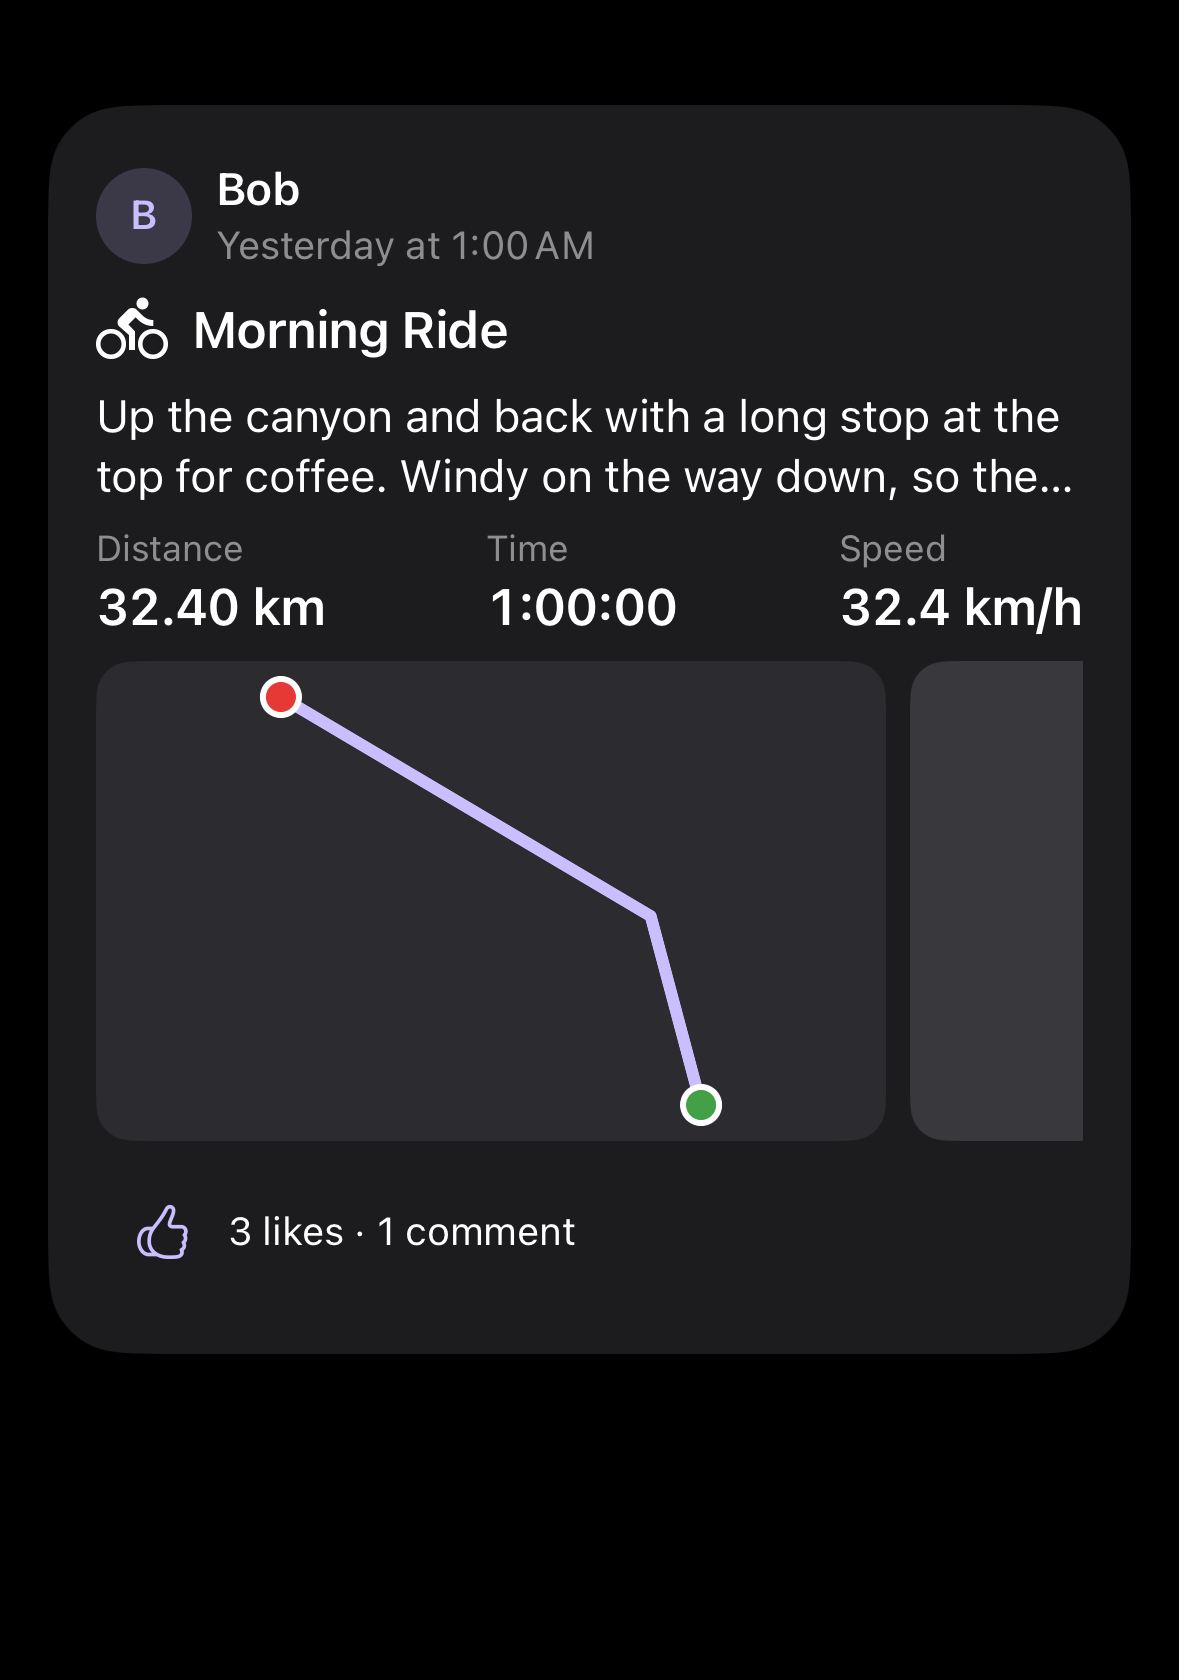 B
Bob
Yesterday at 1:00 AM
Morning Ride
Up the canyon and back with a long stop at the
top for coffee. Windy on the way down, so the...
Distance Time Speed
32.40 km 1:00:00 32.4 km/h
3 likes · 1 comment